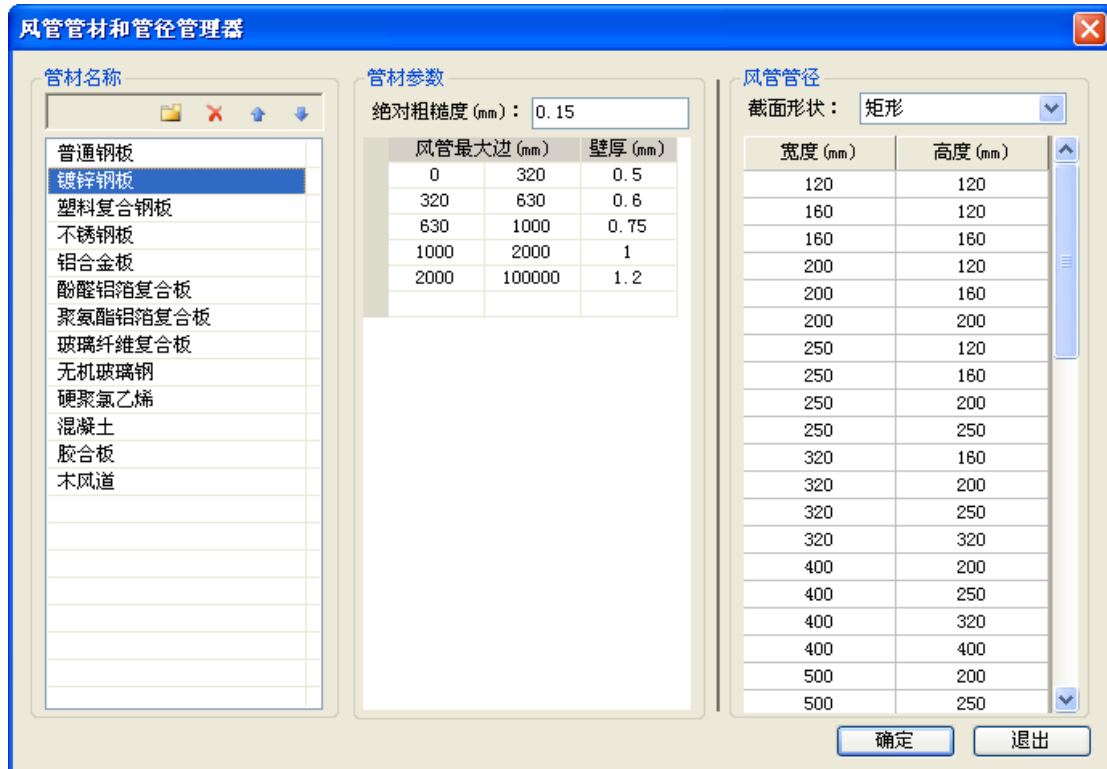 风管管材和管径管理器
管材名称
普通钢板
镀锌钢板
塑料复合钢板
不锈钢板
铝合金板
酚醛铝箔复合板
聚氨酯铝箔复合板
玻璃纤维复合板
无机玻璃钢
硬聚氯乙烯
混凝土
胶合板
木风道
管材参数
绝对粗糙度(mm)： 0.15
风管最大边(mm) 壁厚(mm)
0 320 0.5
320 630 0.6
630 1000 0.75
1000 2000 1
2000 100000 1.2
风管管径
截面形状： 矩形
宽度(mm) 高度(mm)
120 120
160 120
160 160
200 120
200 160
200 200
250 120
250 160
250 200
250 250
320 160
320 200
320 250
320 320
400 200
400 250
400 320
400 400
500 200
500 250
确定 退出